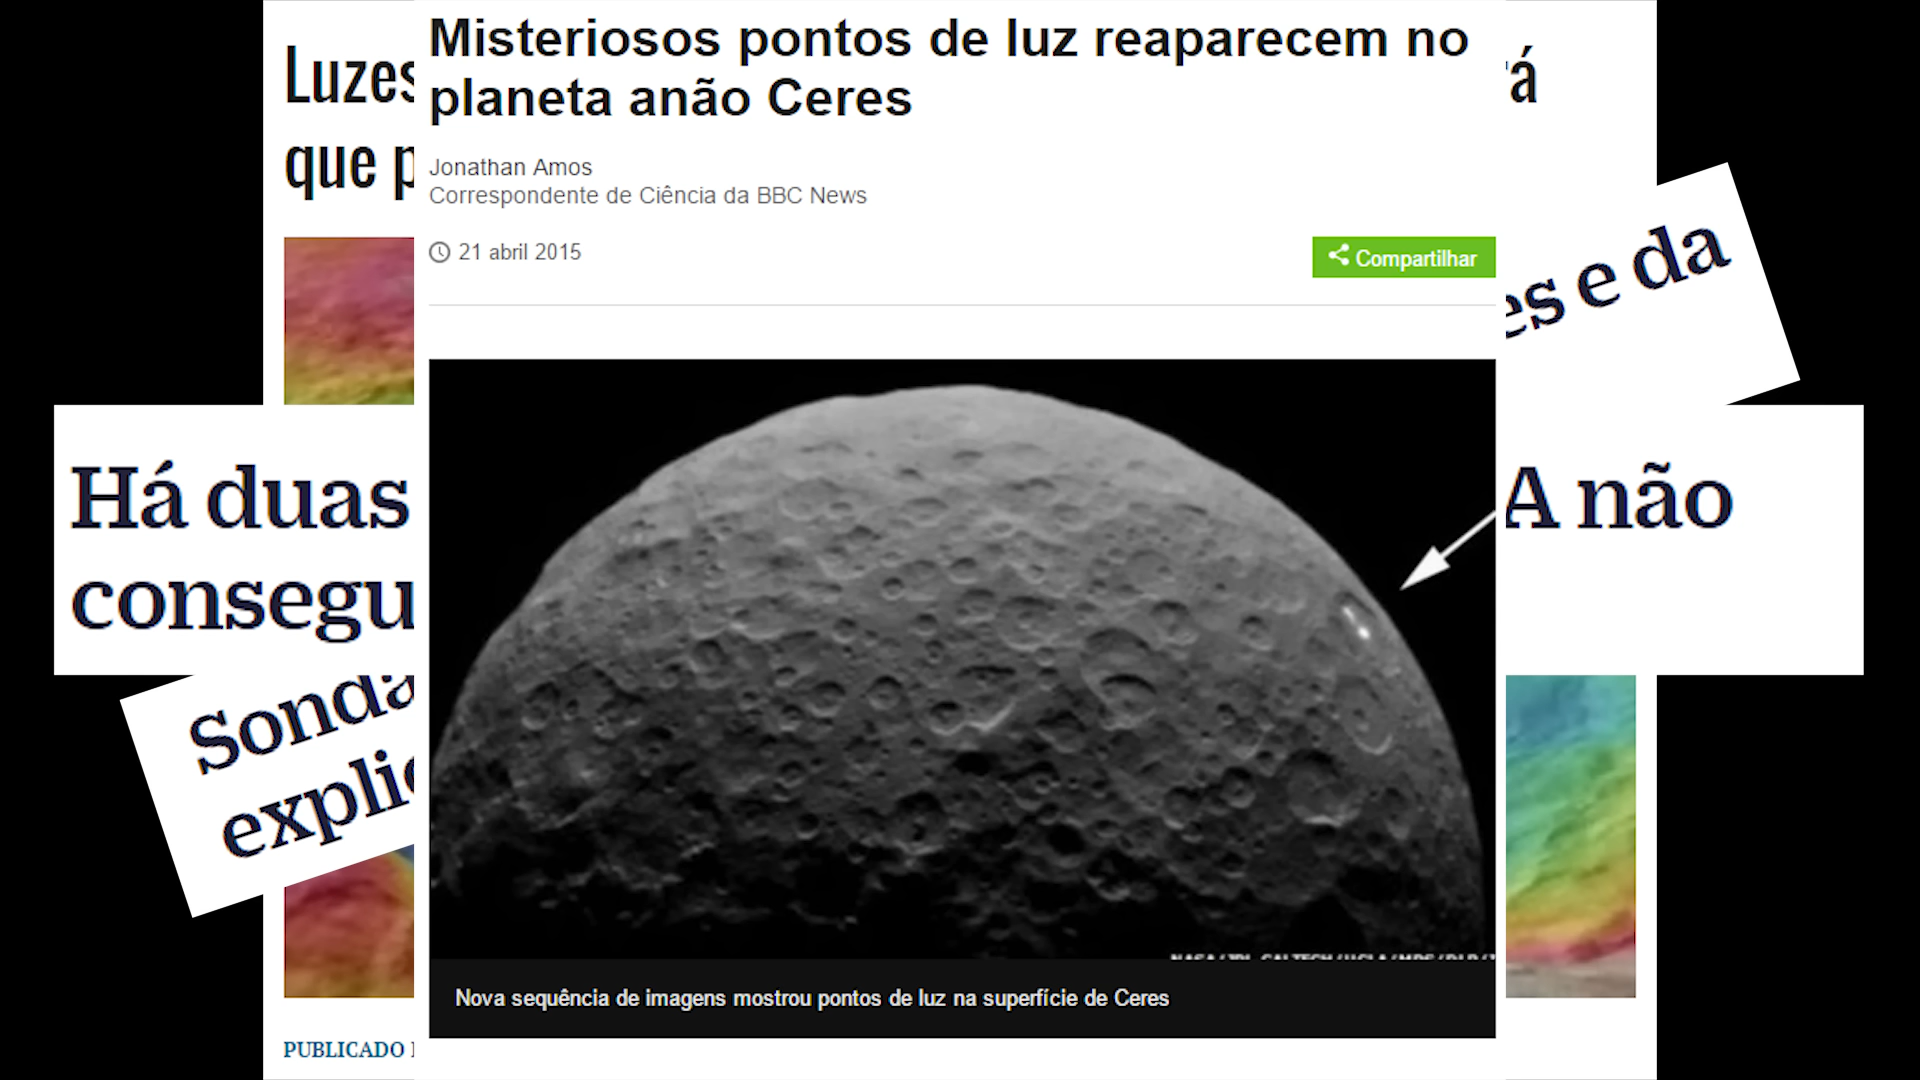 Misteriosos pontos de luz reaparecem no
planeta anão Ceres
Jonathan Amos
Correspondente de Ciência da BBC News
21 abril 2015
Compartilhar
Nova sequência de imagens mostrou pontos de luz na superfície de Ceres
Luzes
que p
es e da
Há duas
A não
consegu
Sonda
explic
PUBLICADO